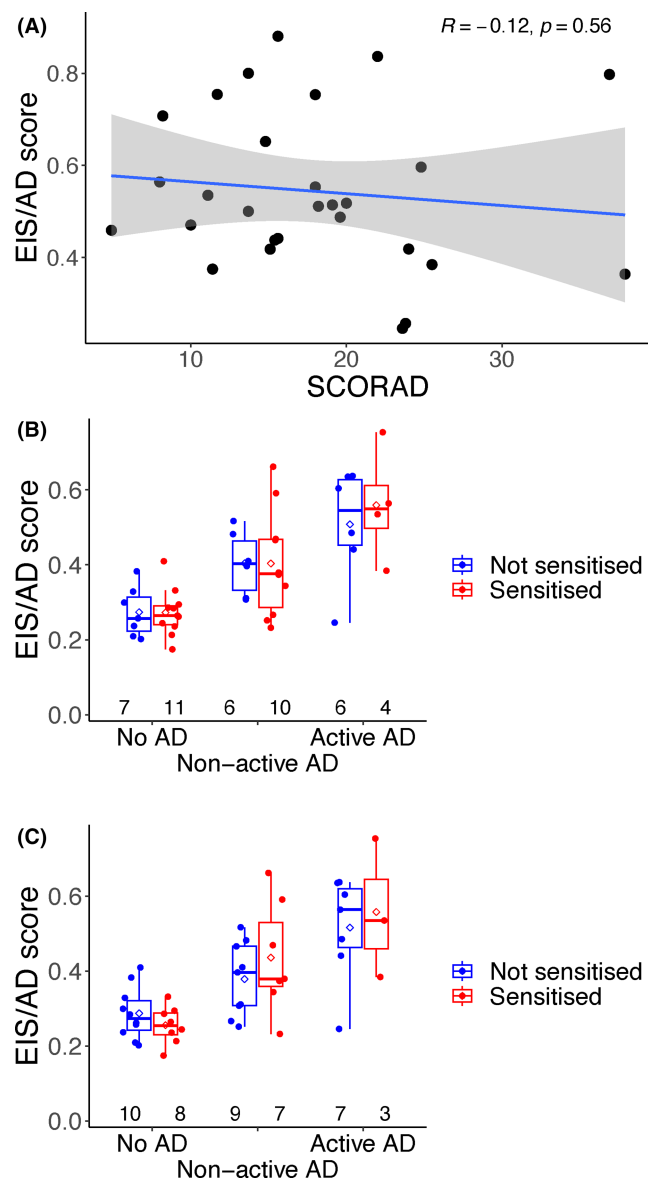 (A)
R = −0.12, p = 0.56
EIS/AD score
0.8
0.6
0.4
10 20 30
SCORAD
(B)
EIS/AD score
0.6
0.4
0.2
0.0
7 11 6 10 6 4
No AD Active AD
Non−active AD
Not sensitised
Sensitised
(C)
EIS/AD score
0.6
0.4
0.2
0.0
10 8 9 7 7 3
No AD Active AD
Non−active AD
Not sensitised
Sensitised